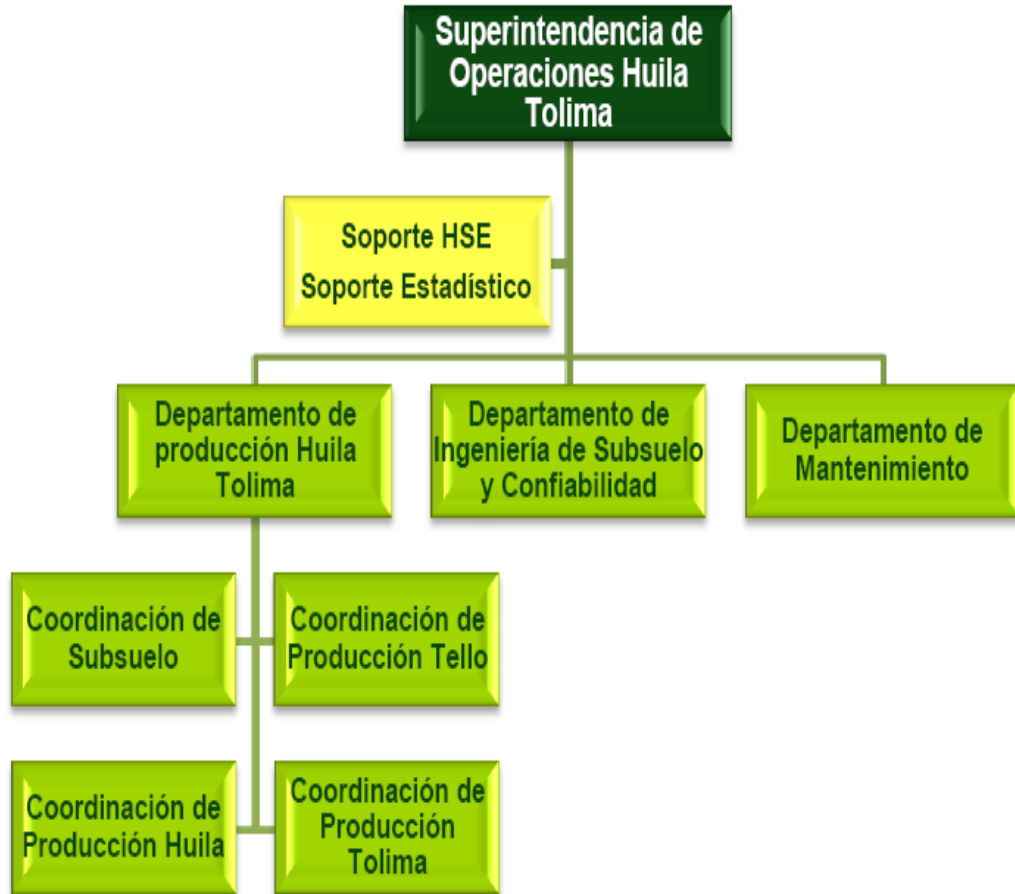 Superintendencia de
Operaciones Huila
Tolima
Soporte HSE
Soporte Estadístico
Departamento de
producción Huila
Tolima
Departamento de
Ingeniería de Subsuelo
y Confiabilidad
Departamento de
Mantenimiento
Coordinación de
Subsuelo
Coordinación de
Producción Tello
Coordinación de
Producción Huila
Coordinación de
Producción
Tolima